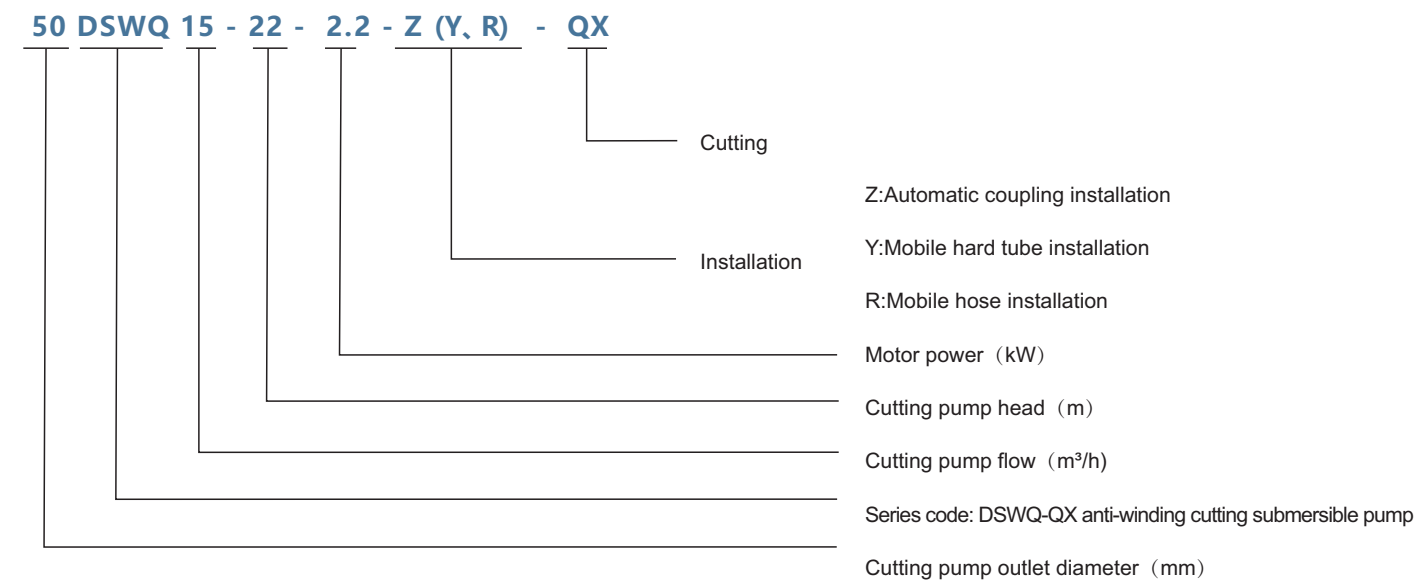 50 DSWQ 15 - 22 - 2.2 - Z (Y、R) - QX
Cutting
Z:Automatic coupling installation
Y:Mobile hard tube installation
Installation
R:Mobile hose installation
Motor power（kW）
Cutting pump head（m）
Cutting pump flow（m³/h)
Series code: DSWQ-QX anti-winding cutting submersible pump
Cutting pump outlet diameter（mm）